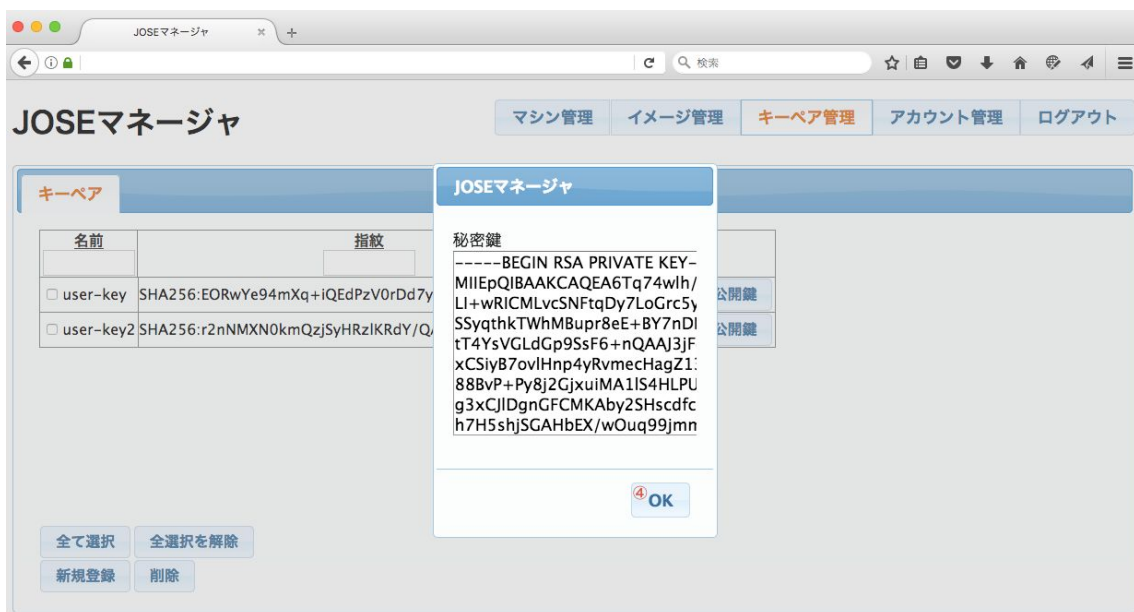 JOSEマネージャ
検索
JOSEマネージャ
マシン管理 イメージ管理 キーペア管理 アカウント管理 ログアウト
キーペア
名前 指紋
user-key SHA256:EORwYe94mXq+iQEdPzV0rDd7y 公開鍵
user-key2 SHA256:r2nNMXN0kmQzjSyHRzlKRdY/Q 公開鍵
JOSEマネージャ
秘密鍵
-----BEGIN RSA PRIVATE KEY-
MIIEpQIBAAKCAQEA6Tq74wlh/
LI+wRICMLvcSNFtqDy7LoGrc5y
SSyqthkTWhMBupr8eE+BY7nD
tT4YsVGLdGp9SsF6+nQAAJ3jF
xCSiyB7ovlHnp4yRvmecHagZ1
88BvP+Py8j2GjxuiMA1lS4HLPU
g3xCJlDgnGFCMKAby2SHscdfc
h7H5shjSGAHbEX/wOuq99jm
④OK
全て選択 全選択を解除
新規登録 削除